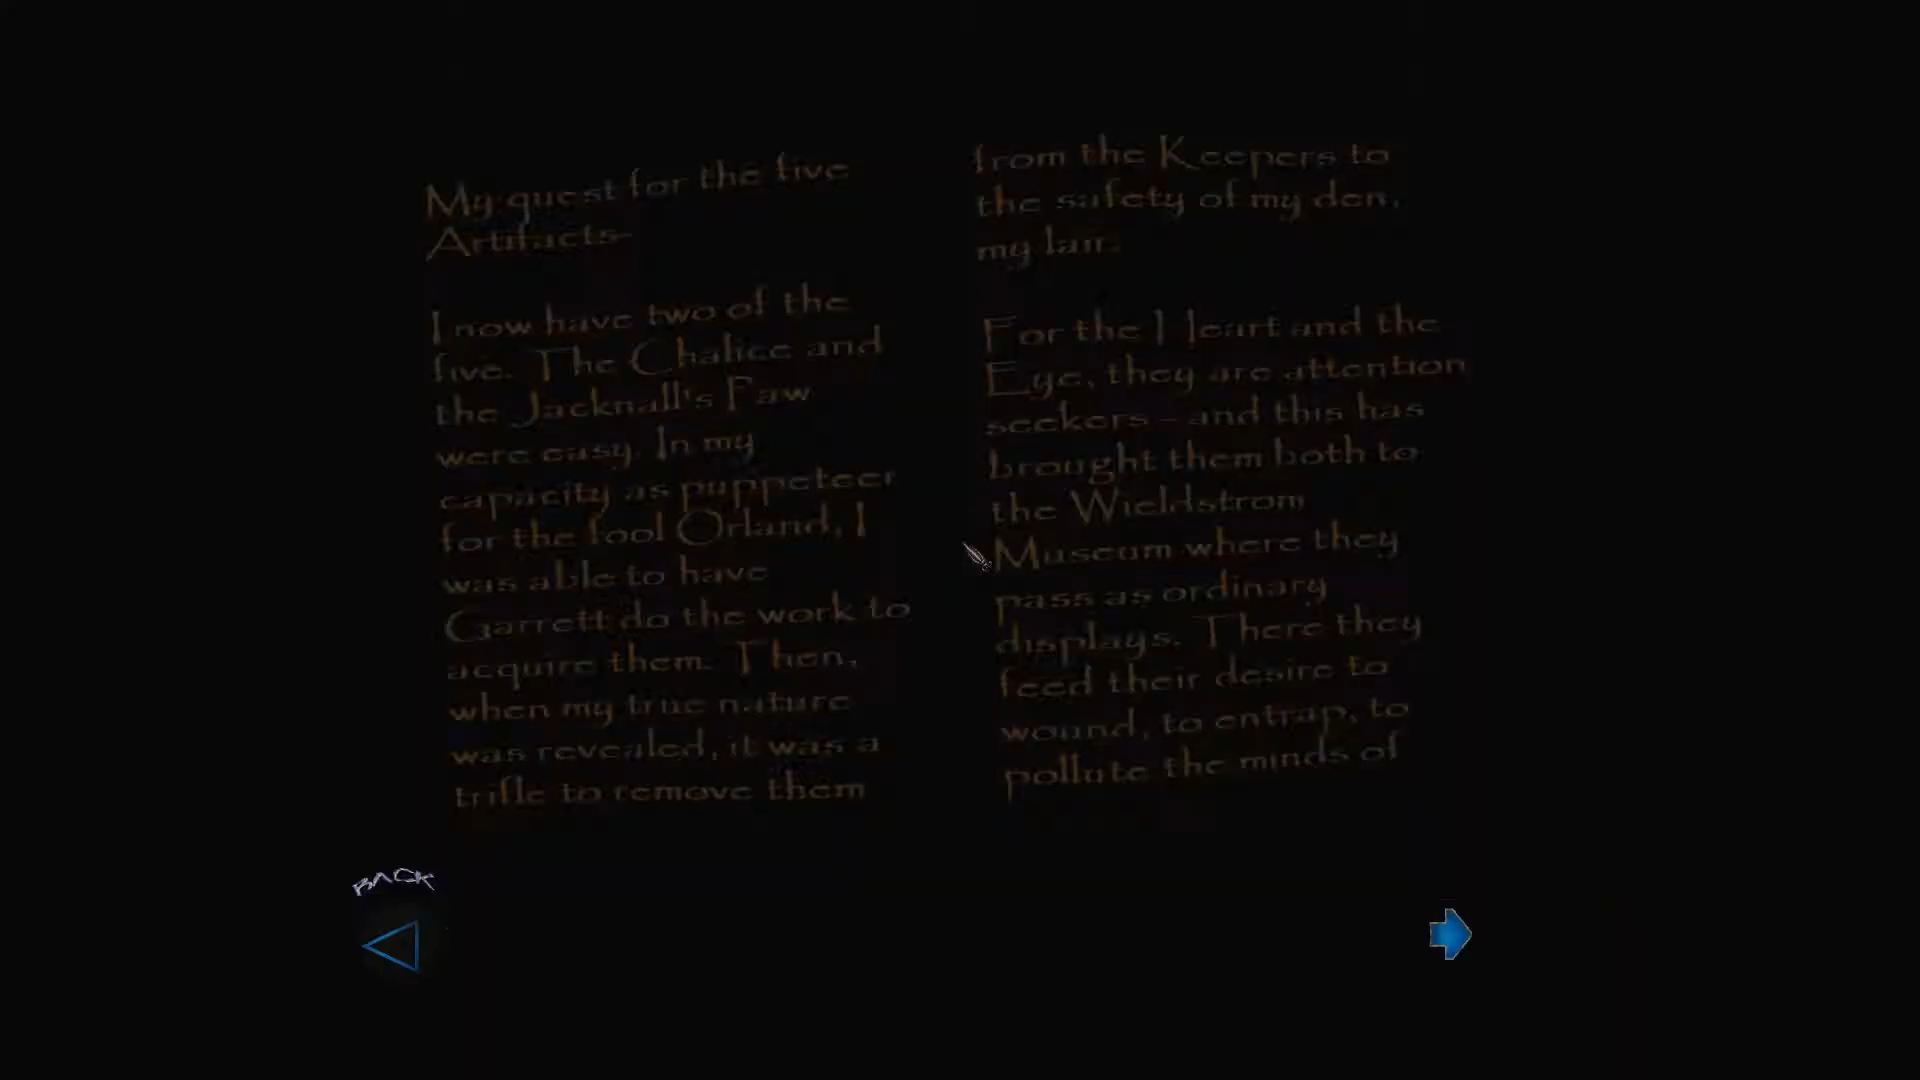 My quest for the five
Artifacts-
I now have two of the
five. The Chalice and
the Jacknall's Paw
were easy. In my
capacity as puppeteer
for the fool Orland, I
was able to have
Garrett do the work to
acquire them. Then,
when my true nature
was revealed, it was a
trifle to remove them
from the Keepers to
the safety of my den,
my lair.
For the Heart and the
Eye, they are attention
seekers - and this has
brought them both to
the Wieldstrom
Museum where they
pass as ordinary
displays. There they
feed their desire to
wound, to entrap, to
pollute the minds of
BACK